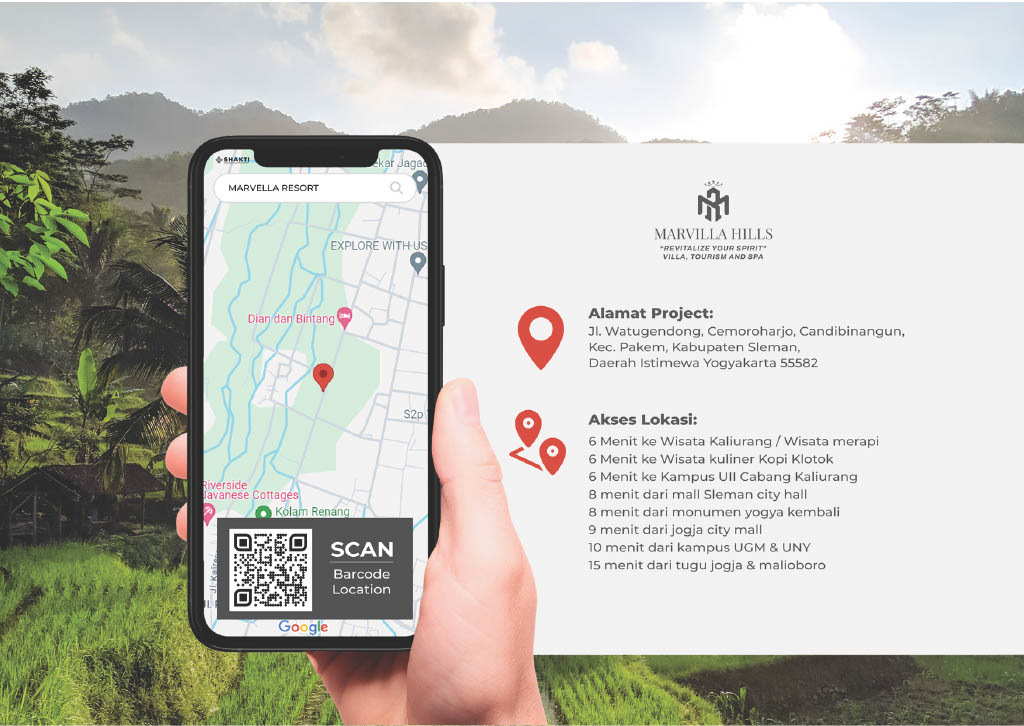 SHAKTI
ekar Jagad
MARVELLA RESORT
EXPLORE WITH US
Dian dan Bintang
S2p
Riverside
Javanese Cottages
Kolam Renang
SCAN
Barcode
Location
Google
MARVILLA HILLS
"REVITALIZE YOUR SPIRIT"
VILLA, TOURISM AND SPA
Alamat Project:
Jl. Watugendong, Cemoroharjo, Candibinangun,
Kec. Pakem, Kabupaten Sleman,
Daerah Istimewa Yogyakarta 55582
Akses Lokasi:
6 Menit ke Wisata Kaliurang / Wisata merapi
6 Menit ke Wisata kuliner Kopi Klotok
6 Menit ke Kampus UII Cabang Kaliurang
8 menit dari mall Sleman city hall
8 menit dari monumen yogya kembali
9 menit dari jogja city mall
10 menit dari kampus UGM & UNY
15 menit dari tugu jogja & malioboro